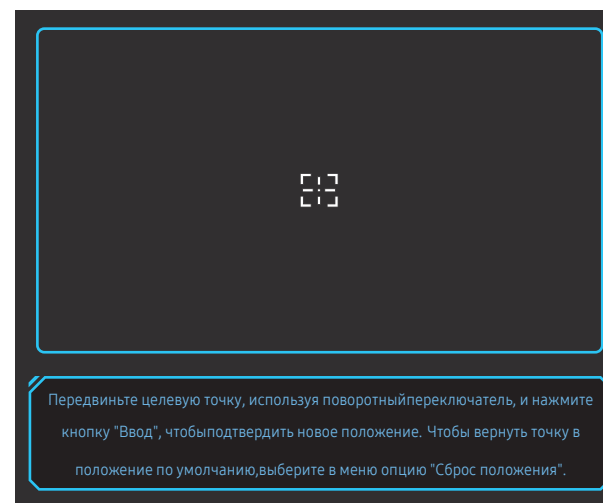 Передвиньте целевую точку, используя поворотныйпереключатель, и нажмите
кнопку "Ввод", чтобыподтвердить новое положение. Чтобы вернуть точку в
положение по умолчанию,выберите в меню опцию "Сброс положения".